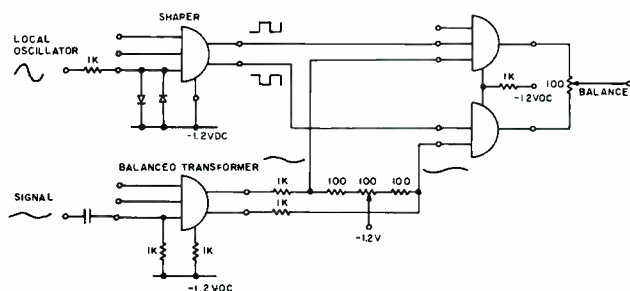 SHAPER
LOCAL
OSCILLATOR
1K
-1.2VDC
1K
-1.2VDC
100
BALANCE
BALANCED TRANSFORMER
1K
100
100
100
1K
-1.2V
SIGNAL
1K
1K
-1.2VDC